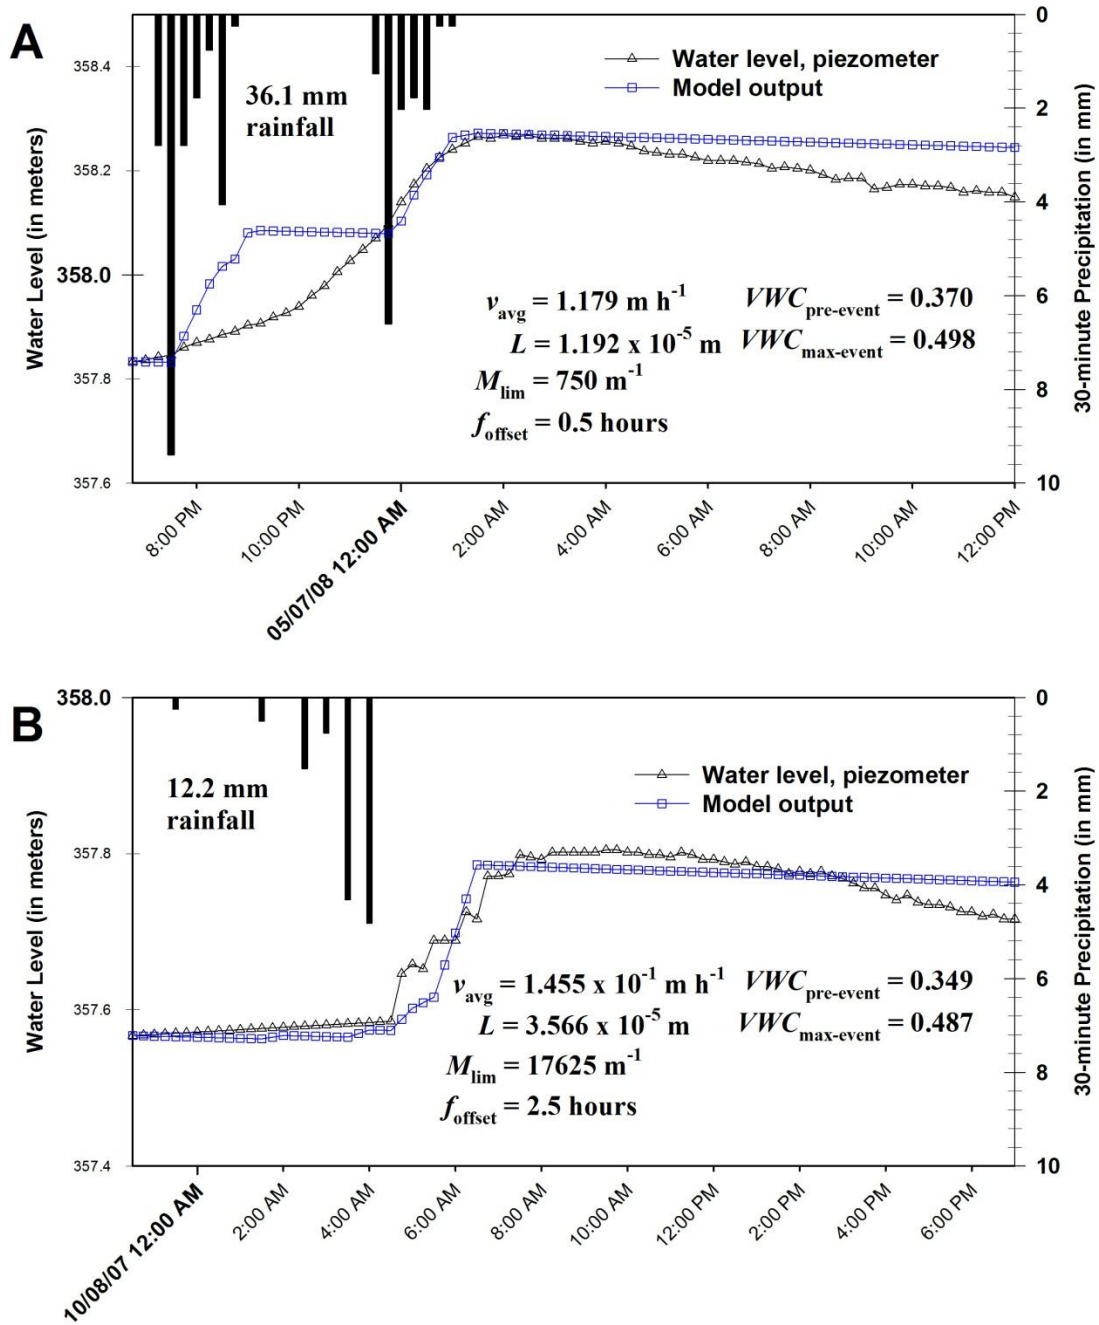 A
Water Level (in meters)
358.4
358.2
358.0
357.8
357.6
36.1 mm
rainfall
Water level, piezometer
Model output
v_avg = 1.179 m h⁻¹ VWC_pre-event = 0.370
L = 1.192 x 10⁻⁵ m VWC_max-event = 0.498
M_lim = 750 m⁻¹
f_offset = 0.5 hours
0
2
4
6
8
10
30-minute Precipitation (in mm)
8:00 PM
10:00 PM
05/07/08 12:00 AM
2:00 AM
4:00 AM
6:00 AM
8:00 AM
10:00 AM
12:00 PM
B
Water Level (in meters)
358.0
357.8
357.6
357.4
12.2 mm
rainfall
Water level, piezometer
Model output
v_avg = 1.455 x 10⁻¹ m h⁻¹ VWC_pre-event = 0.349
L = 3.566 x 10⁻⁵ m VWC_max-event = 0.487
M_lim = 17625 m⁻¹
f_offset = 2.5 hours
0
2
4
6
8
10
30-minute Precipitation (in mm)
10/08/07 12:00 AM
2:00 AM
4:00 AM
6:00 AM
8:00 AM
10:00 AM
12:00 PM
2:00 PM
4:00 PM
6:00 PM